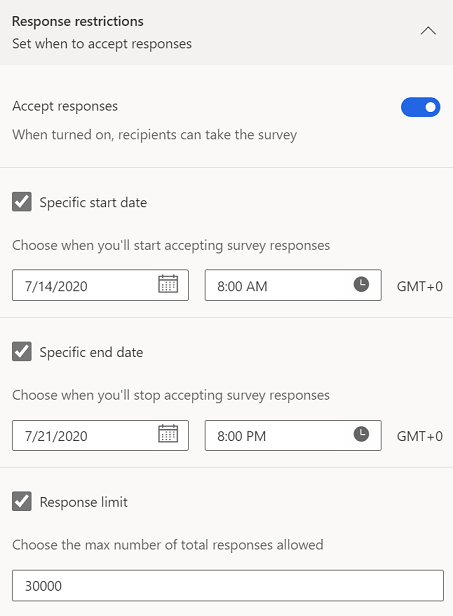 Response restrictions
Set when to accept responses
Accept responses
When turned on, recipients can take the survey
Specific start date
Choose when you'll start accepting survey responses
7/14/2020 8:00 AM GMT+0
Specific end date
Choose when you'll stop accepting survey responses
7/21/2020 8:00 PM GMT+0
Response limit
Choose the max number of total responses allowed
30000